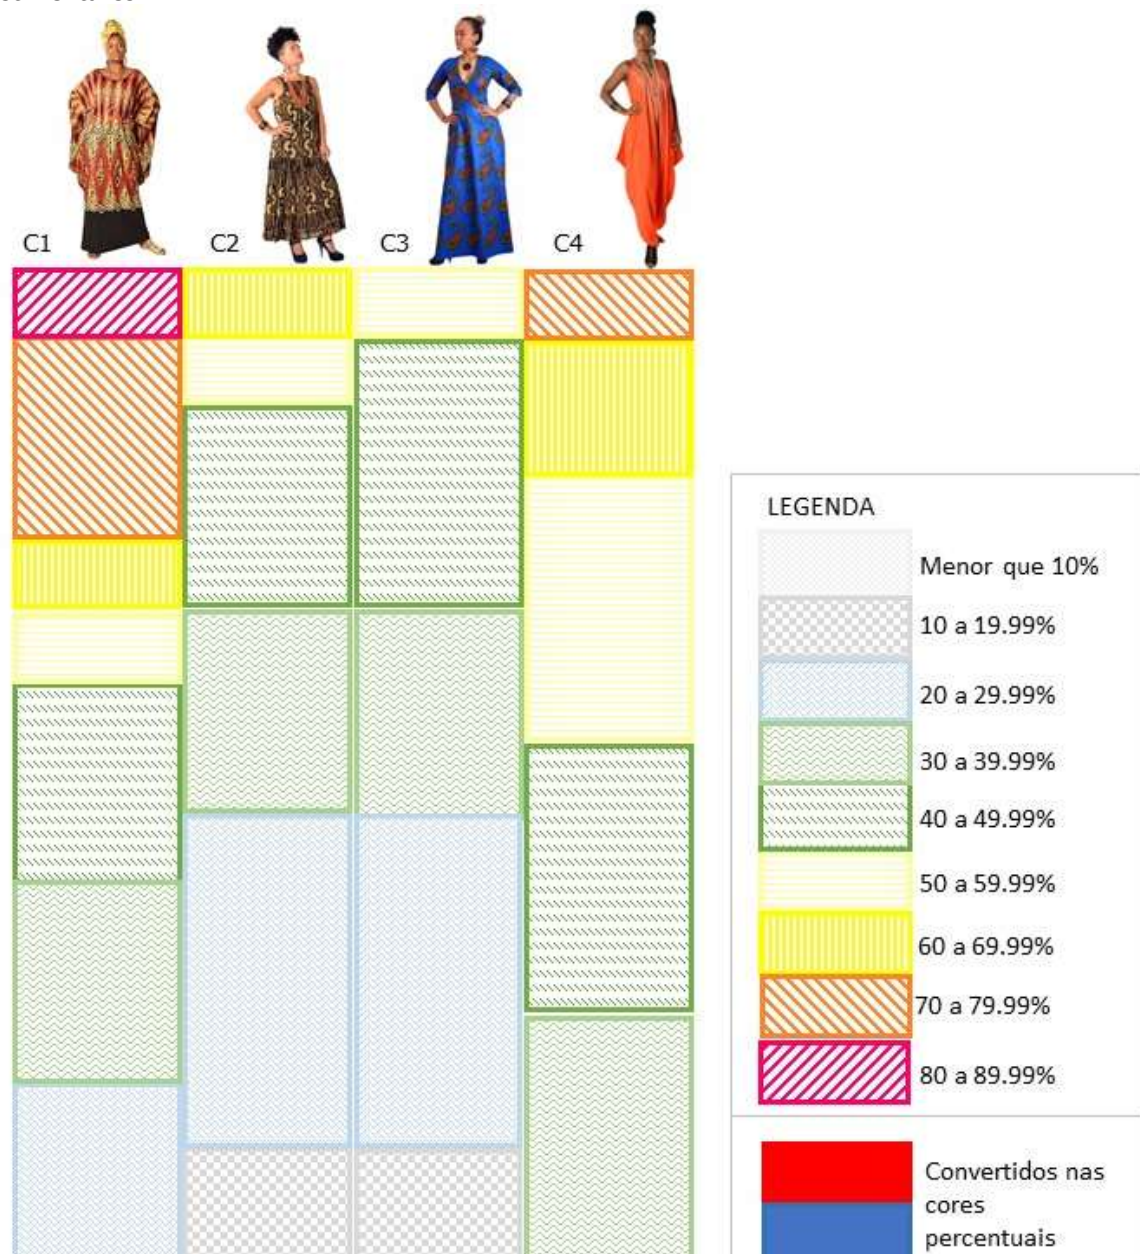 C1
C2
C3
C4
LEGENDA
Menor que 10%
10 a 19.99%
20 a 29.99%
30 a 39.99%
40 a 49.99%
50 a 59.99%
60 a 69.99%
70 a 79.99%
80 a 89.99%
Convertidos nas
cores
percentuais